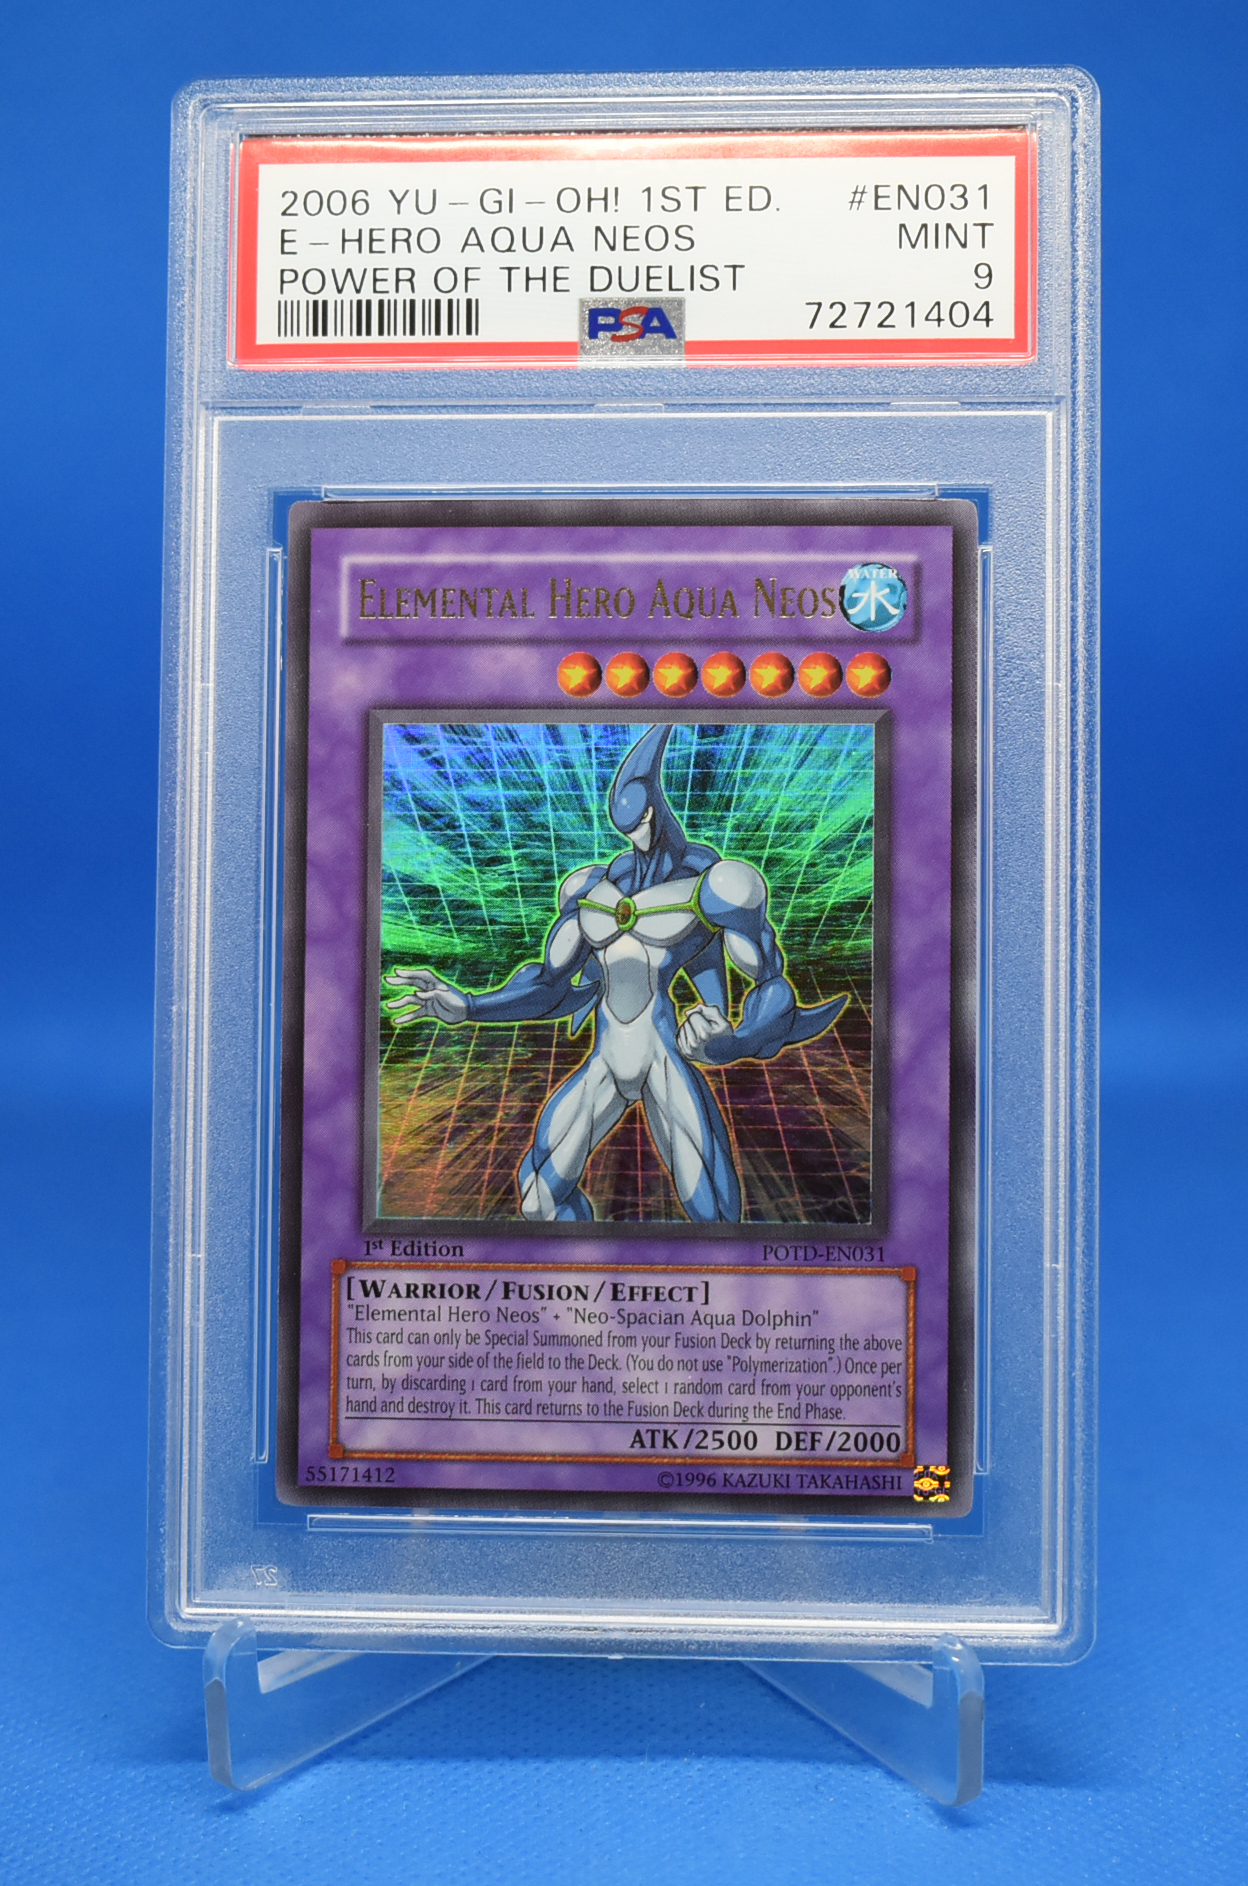 2006 YU-GI-OH! 1ST ED. #EN031
E-HERO AQUA NEOS MINT
POWER OF THE DUELIST 9
PSA 72721404
ELEMENTAL HERO AQUA NEOS
WATER
水
1st Edition POTD-EN031
[WARRIOR/FUSION/EFFECT]
"Elemental Hero Neos" + "Neo-Spacian Aqua Dolphin"
This card can only be Special Summoned from your Fusion Deck by returning the above
cards from your side of the field to the Deck. (You do not use "Polymerization".) Once per
turn, by discarding 1 card from your hand, select 1 random card from your opponent's
hand and destroy it. This card returns to the Fusion Deck during the End Phase.
ATK/2500 DEF/2000
55171412 ©1996 KAZUKI TAKAHASHI